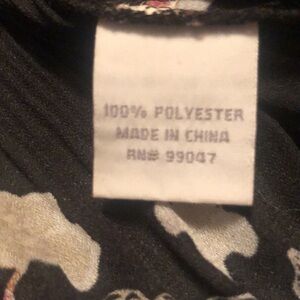 100% POLYESTER
MADE IN CHINA
RN# 99047